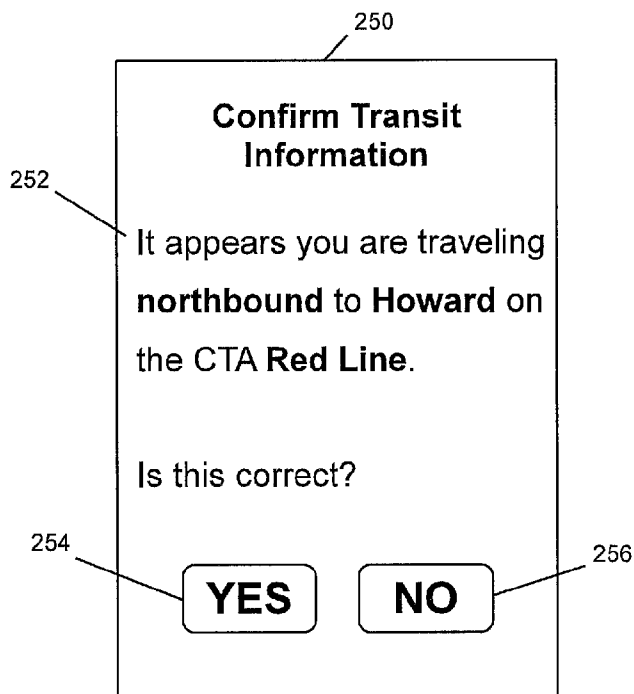 250
Confirm Transit
Information
252
It appears you are traveling
northbound to Howard on
the CTA Red Line.
Is this correct?
254
YES
NO
256